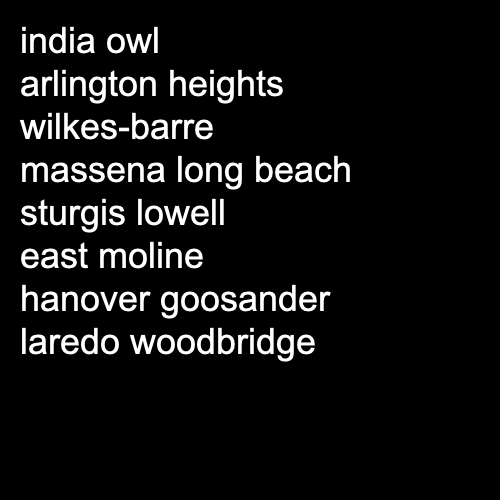 india owl
arlington heights
wilkes-barre
massena long beach
sturgis lowell
east moline
hanover goosander
laredo woodbridge